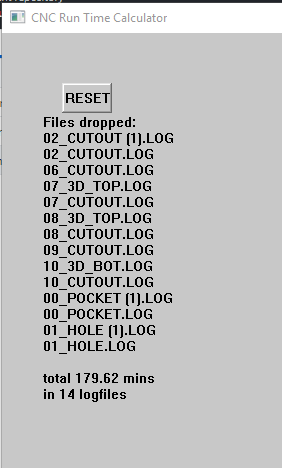 CNC Run Time Calculator
RESET
Files dropped:
02_CUTOUT (1).LOG
02_CUTOUT.LOG
06_CUTOUT.LOG
07_3D_TOP.LOG
07_CUTOUT.LOG
08_3D_TOP.LOG
08_CUTOUT.LOG
09_CUTOUT.LOG
10_3D_BOT.LOG
10_CUTOUT.LOG
00_POCKET (1).LOG
00_POCKET.LOG
01_HOLE (1).LOG
01_HOLE.LOG
total 179.62 mins
in 14 logfiles